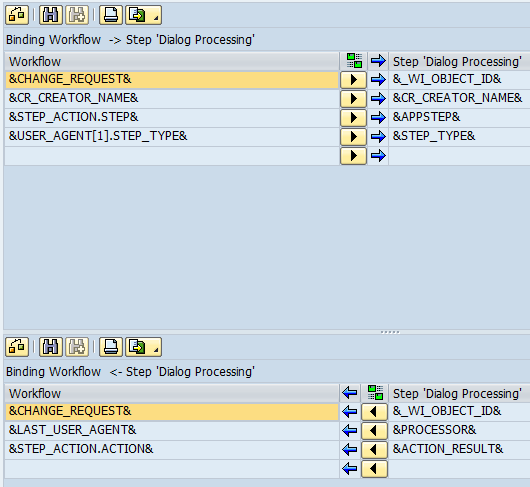 Binding Workflow -> Step 'Dialog Processing'
Workflow Step 'Dialog Processing'
&CHANGE_REQUEST& &_WI_OBJECT_ID&
&CR_CREATOR_NAME& &CR_CREATOR_NAME&
&STEP_ACTION.STEP& &APPSTEP&
&USER_AGENT[1].STEP_TYPE& &STEP_TYPE&
Binding Workflow <- Step 'Dialog Processing'
Workflow Step 'Dialog Processing'
&CHANGE_REQUEST& &_WI_OBJECT_ID&
&LAST_USER_AGENT& &PROCESSOR&
&STEP_ACTION.ACTION& &ACTION_RESULT&